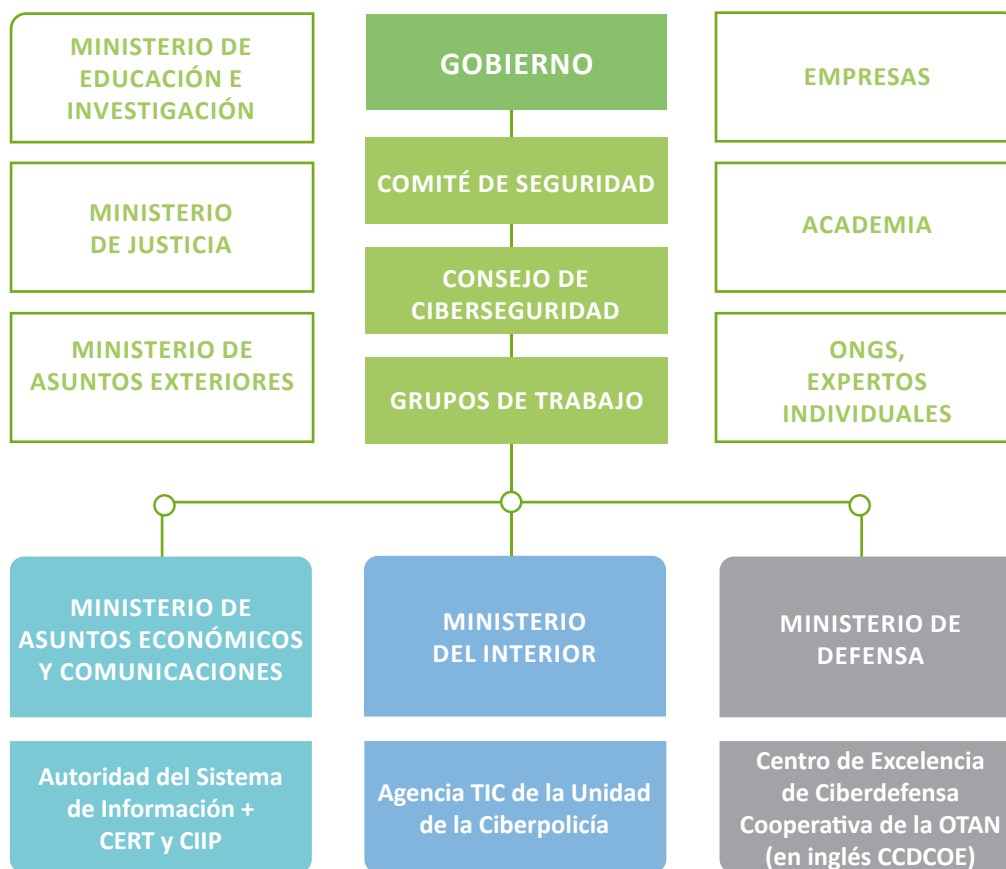 MINISTERIO DE
EDUCACIÓN E
INVESTIGACIÓN
GOBIERNO
EMPRESAS
COMITÉ DE SEGURIDAD
MINISTERIO
DE JUSTICIA
ACADEMIA
CONSEJO DE
CIBERSEGURIDAD
MINISTERIO DE
ASUNTOS EXTERIORES
GRUPOS DE TRABAJO
ONGS,
EXPERTOS
INDIVIDUALES
MINISTERIO DE
ASUNTOS ECONÓMICOS
Y COMUNICACIONES
MINISTERIO
DEL INTERIOR
MINISTERIO DE
DEFENSA
Autoridad del Sistema
de Información +
CERT y CIIP
Agencia TIC de la Unidad
de la Ciberpolicía
Centro de Excelencia
de Ciberdefensa
Cooperativa de la OTAN
(en inglés CCDCOE)